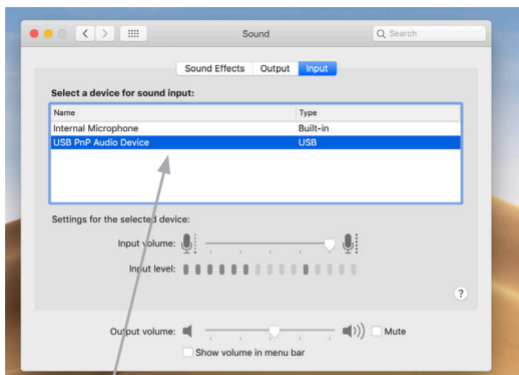 Sound
Search
Sound Effects Output Input
Select a device for sound input:
Name Type
Internal Microphone Built-in
USB PnP Audio Device USB
Settings for the selected device:
Input volume:
Input level:
?
Output volume: Mute
Show volume in menu bar